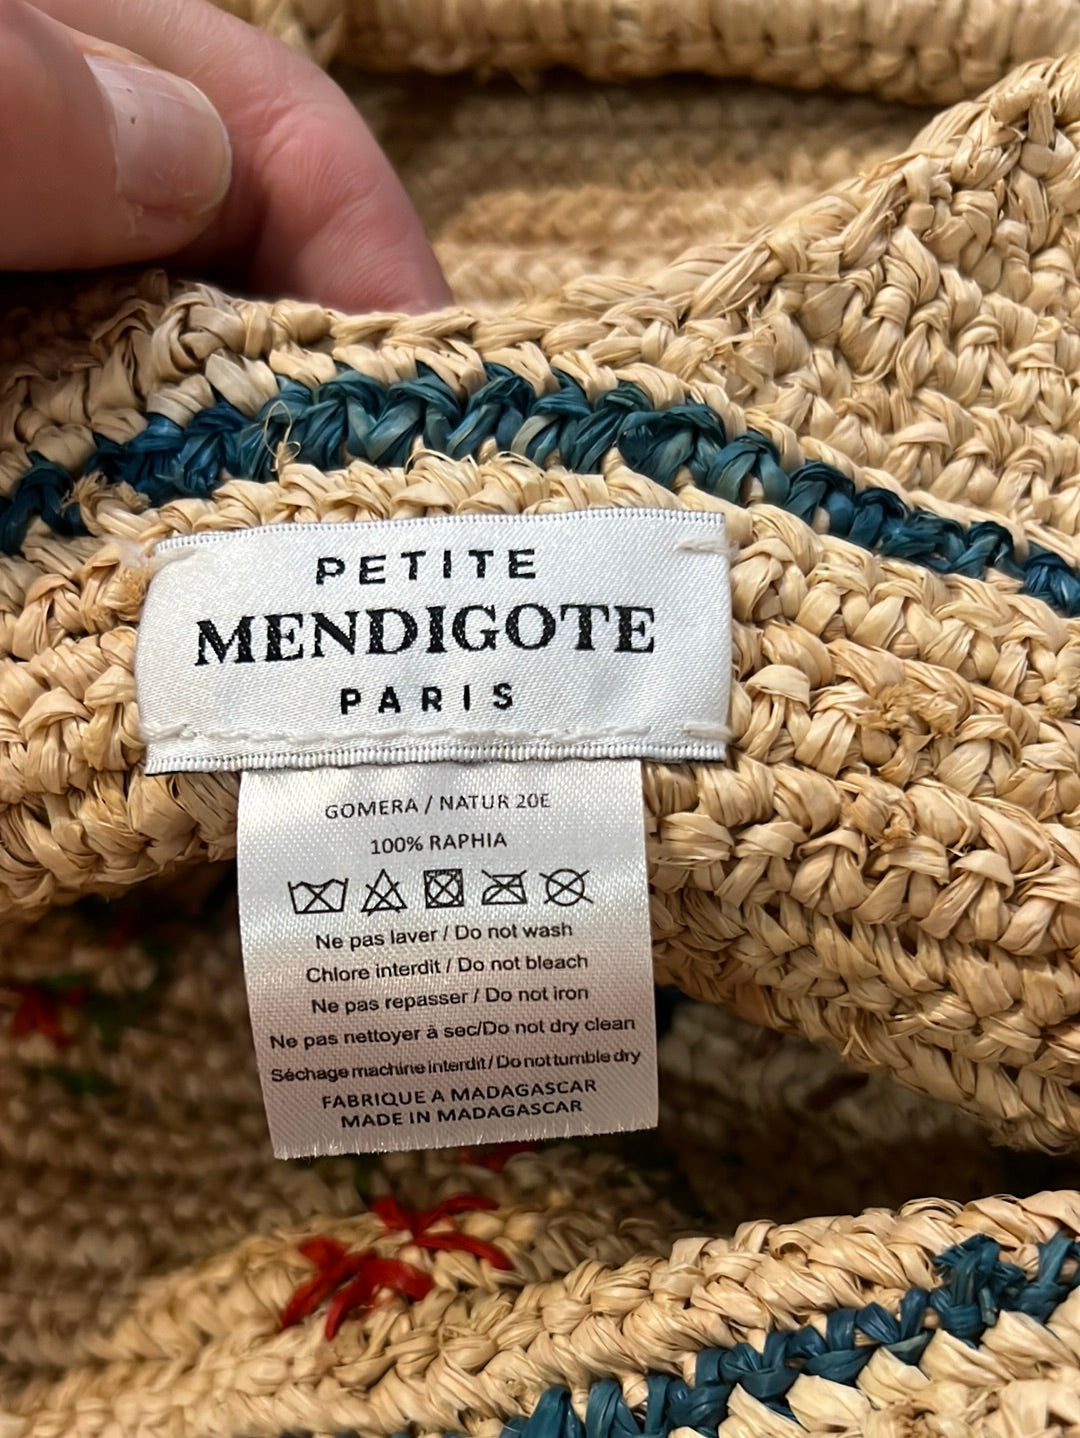 PETITE
MENDIGOTE
PARIS
GOMERA / NATUR 20E
100% RAPHIA
Ne pas laver / Do not wash
Chlore interdit / Do not bleach
Ne pas repasser / Do not iron
Ne pas nettoyer à sec/Do not dry clean
Séchage machine interdit / Do not tumble dry
FABRIQUE A MADAGASCAR
MADE IN MADAGASCAR